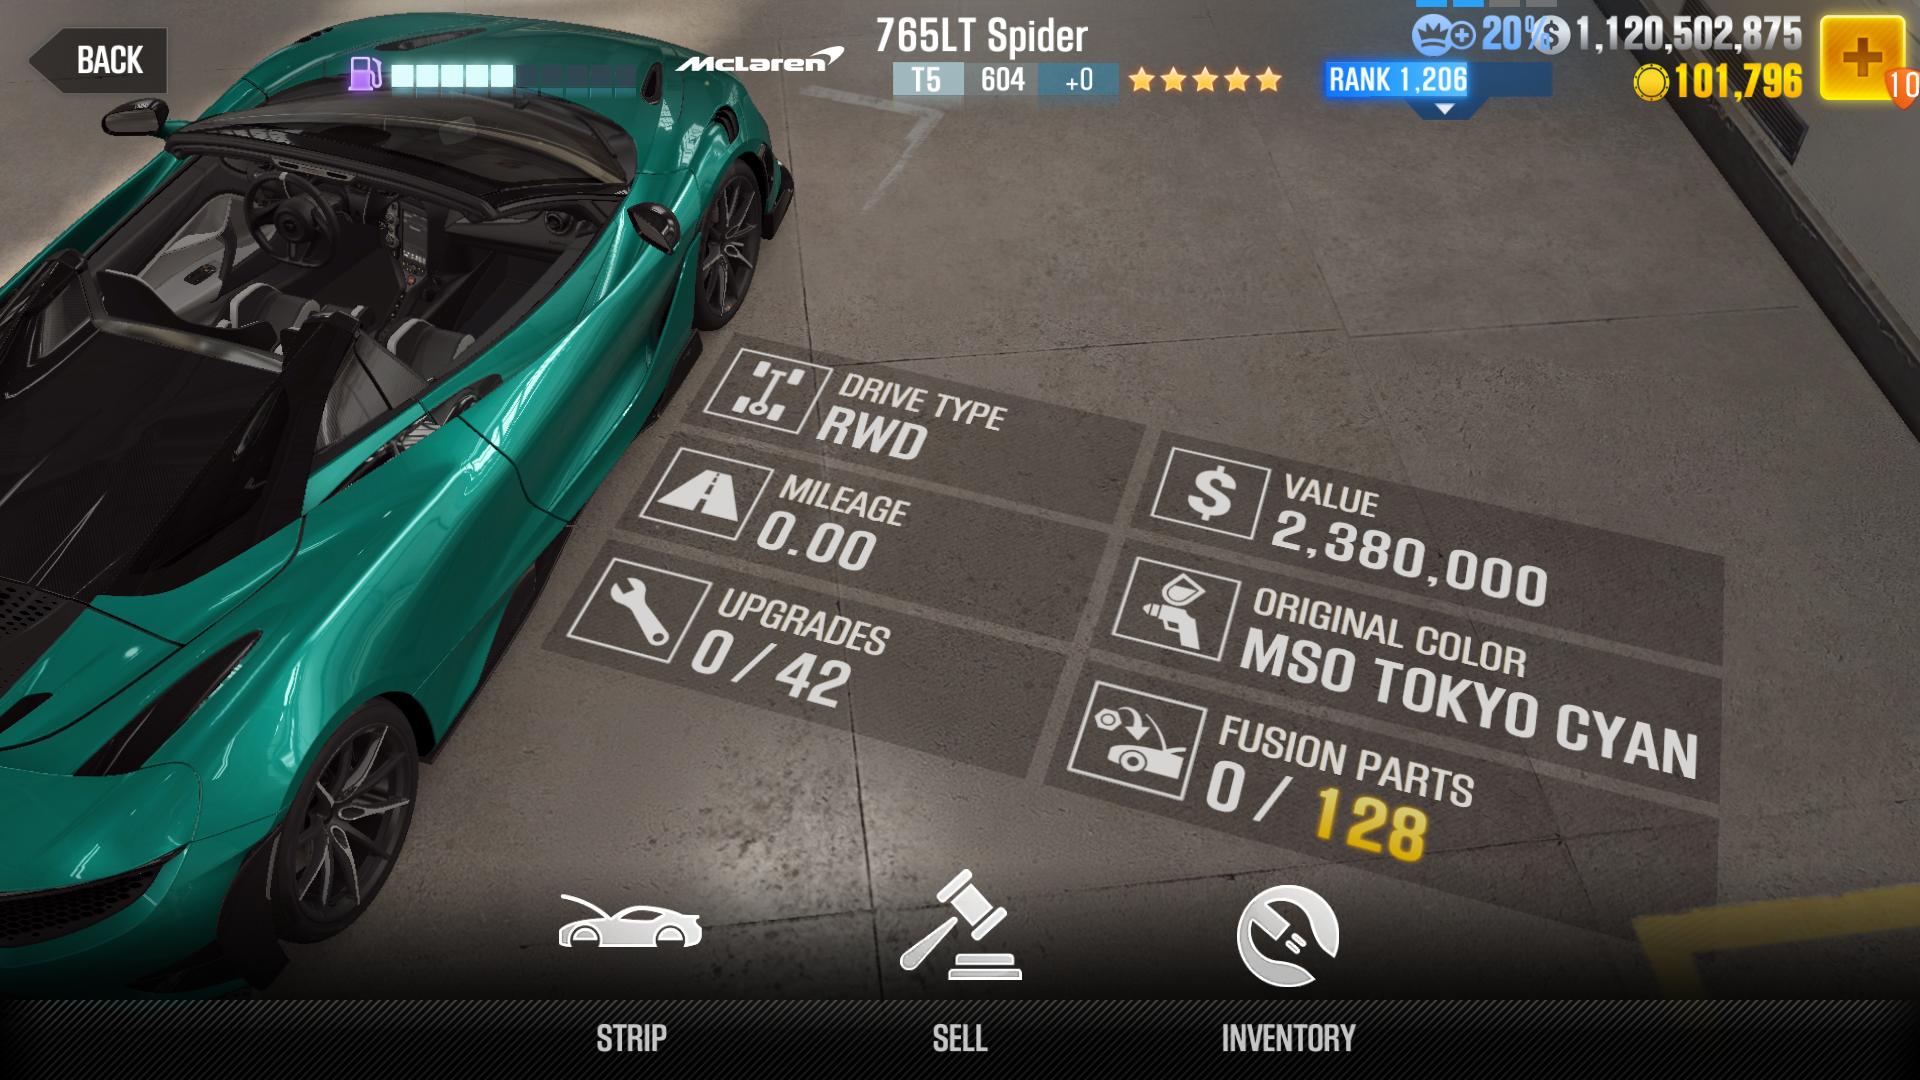 BACK
McLaren
765LT Spider
T5 604 +0
RANK 1,206
20%
$ 1,120,502,875
101,796
10
DRIVE TYPE
RWD
MILEAGE
0.00
UPGRADES
0/42
VALUE
2,380,000
ORIGINAL COLOR
MSO TOKYO CYAN
FUSION PARTS
0/ 128
STRIP
SELL
INVENTORY